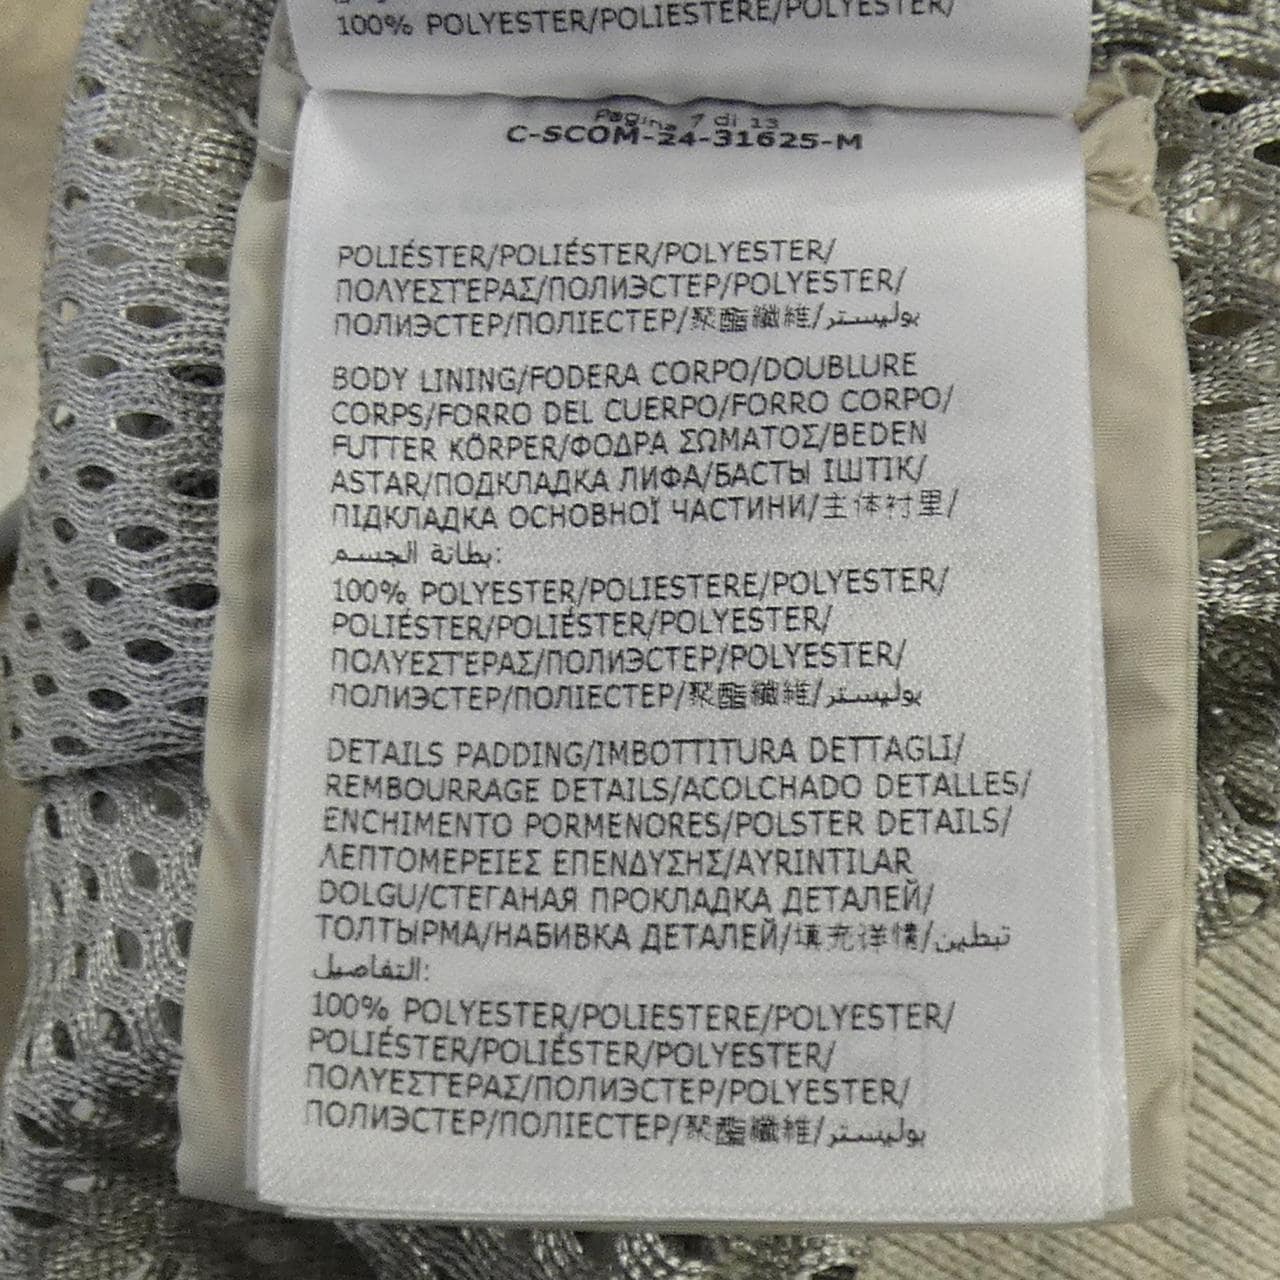 100% POLYESTER/POLIESTERE/POLYESTER/
Pagina 7 di 13
C-SCOM-24-31625-M
POLIÉSTER/POLIÉSTER/POLYESTER/
ΠΟΛΥΕΣΤΕΡΑΣ/ПОЛИЭСТЕР/POLYESTER/
ПОЛИЭСТЕР/ПОЛІЕСТЕР/聚酯纖維/بوليستر
BODY LINING/FODERA CORPO/DOUBLURE
CORPS/FORRO DEL CUERPO/FORRO CORPO/
FUTTER KÖRPER/ΦΟΔΡΑ ΣΩΜΑΤΟΣ/BEDEN
ASTAR/ПОДКЛАДКА ЛИФА/БАСТЫ ІШТІК/
ПІДКЛАДКА ОСНОВНОЇ ЧАСТИНИ/主体衬里/
بطانة الجسم:
100% POLYESTER/POLIESTERE/POLYESTER/
POLIÉSTER/POLIÉSTER/POLYESTER/
ΠΟΛΥΕΣΤΕΡΑΣ/ПОЛИЭСТЕР/POLYESTER/
ПОЛИЭСТЕР/ПОЛІЕСТЕР/聚酯纖維/بوليستر
DETAILS PADDING/IMBOTTITURA DETTAGLI/
REMBOURRAGE DETAILS/ACOLCHADO DETALLES/
ENCHIMENTO PORMENORES/POLSTER DETAILS/
ΛΕΠΤΟΜΕΡΕΙΕΣ ΕΠΕΝΔΥΣΗΣ/AYRINTILAR
DOLGU/СТЕГАНАЯ ПРОКЛАДКА ДЕТАЛЕЙ/
ТОЛТЫРМА/НАБИВКА ДЕТАЛЕЙ/填充详情/تبطين
التفاصيل:
100% POLYESTER/POLIESTERE/POLYESTER/
POLIÉSTER/POLIÉSTER/POLYESTER/
ΠΟΛΥΕΣΤΕΡΑΣ/ПОЛИЭСТЕР/POLYESTER/
ПОЛИЭСТЕР/ПОЛІЕСТЕР/聚酯纖維/بوليستر